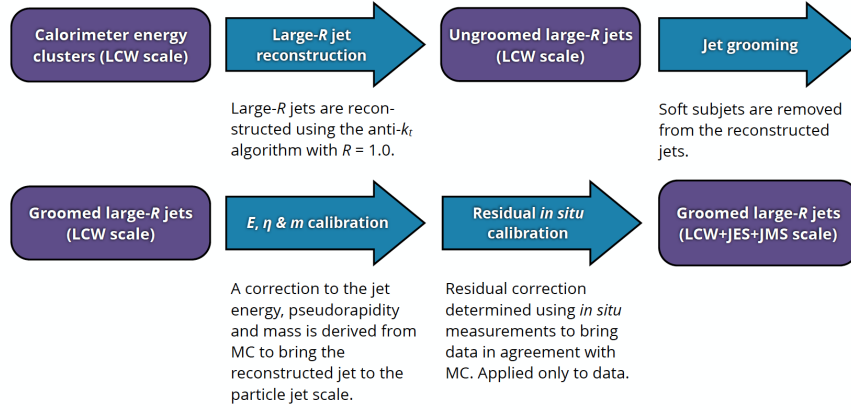 Calorimeter energy
clusters (LCW scale)
Large-R jet
reconstruction
Ungroomed large-R jets
(LCW scale)
Jet grooming
Large-R jets are recon-
structed using the anti-kt
algorithm with R = 1.0.
Soft subjets are removed
from the reconstructed
jets.
Groomed large-R jets
(LCW scale)
E, η & m calibration
Residual in situ
calibration
Groomed large-R jets
(LCW+JES+JMS scale)
A correction to the jet
energy, pseudorapidity
and mass is derived from
MC to bring the
reconstructed jet to the
particle jet scale.
Residual correction
determined using in situ
measurements to bring
data in agreement with
MC. Applied only to data.